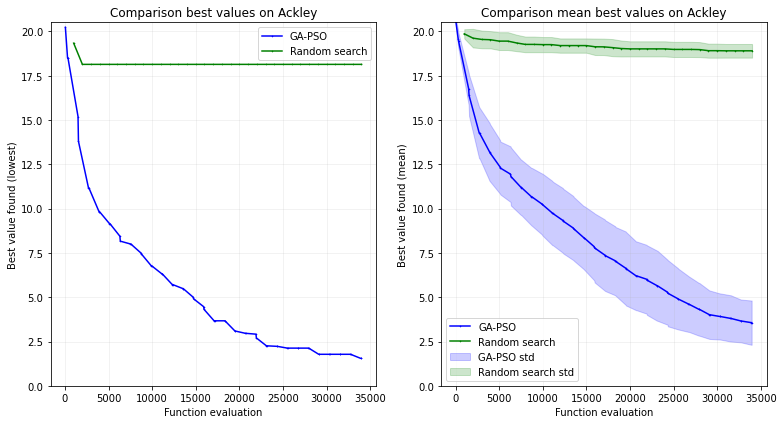 Comparison best values on Ackley
GA-PSO
Random search
Best value found (lowest)
20.0
17.5
15.0
12.5
10.0
7.5
5.0
2.5
0.0
0
5000
10000
15000
20000
25000
30000
35000
Function evaluation
Comparison mean best values on Ackley
Best value found (mean)
20.0
17.5
15.0
12.5
10.0
7.5
5.0
2.5
0.0
GA-PSO
Random search
GA-PSO std
Random search std
0
5000
10000
15000
20000
25000
30000
35000
Function evaluation